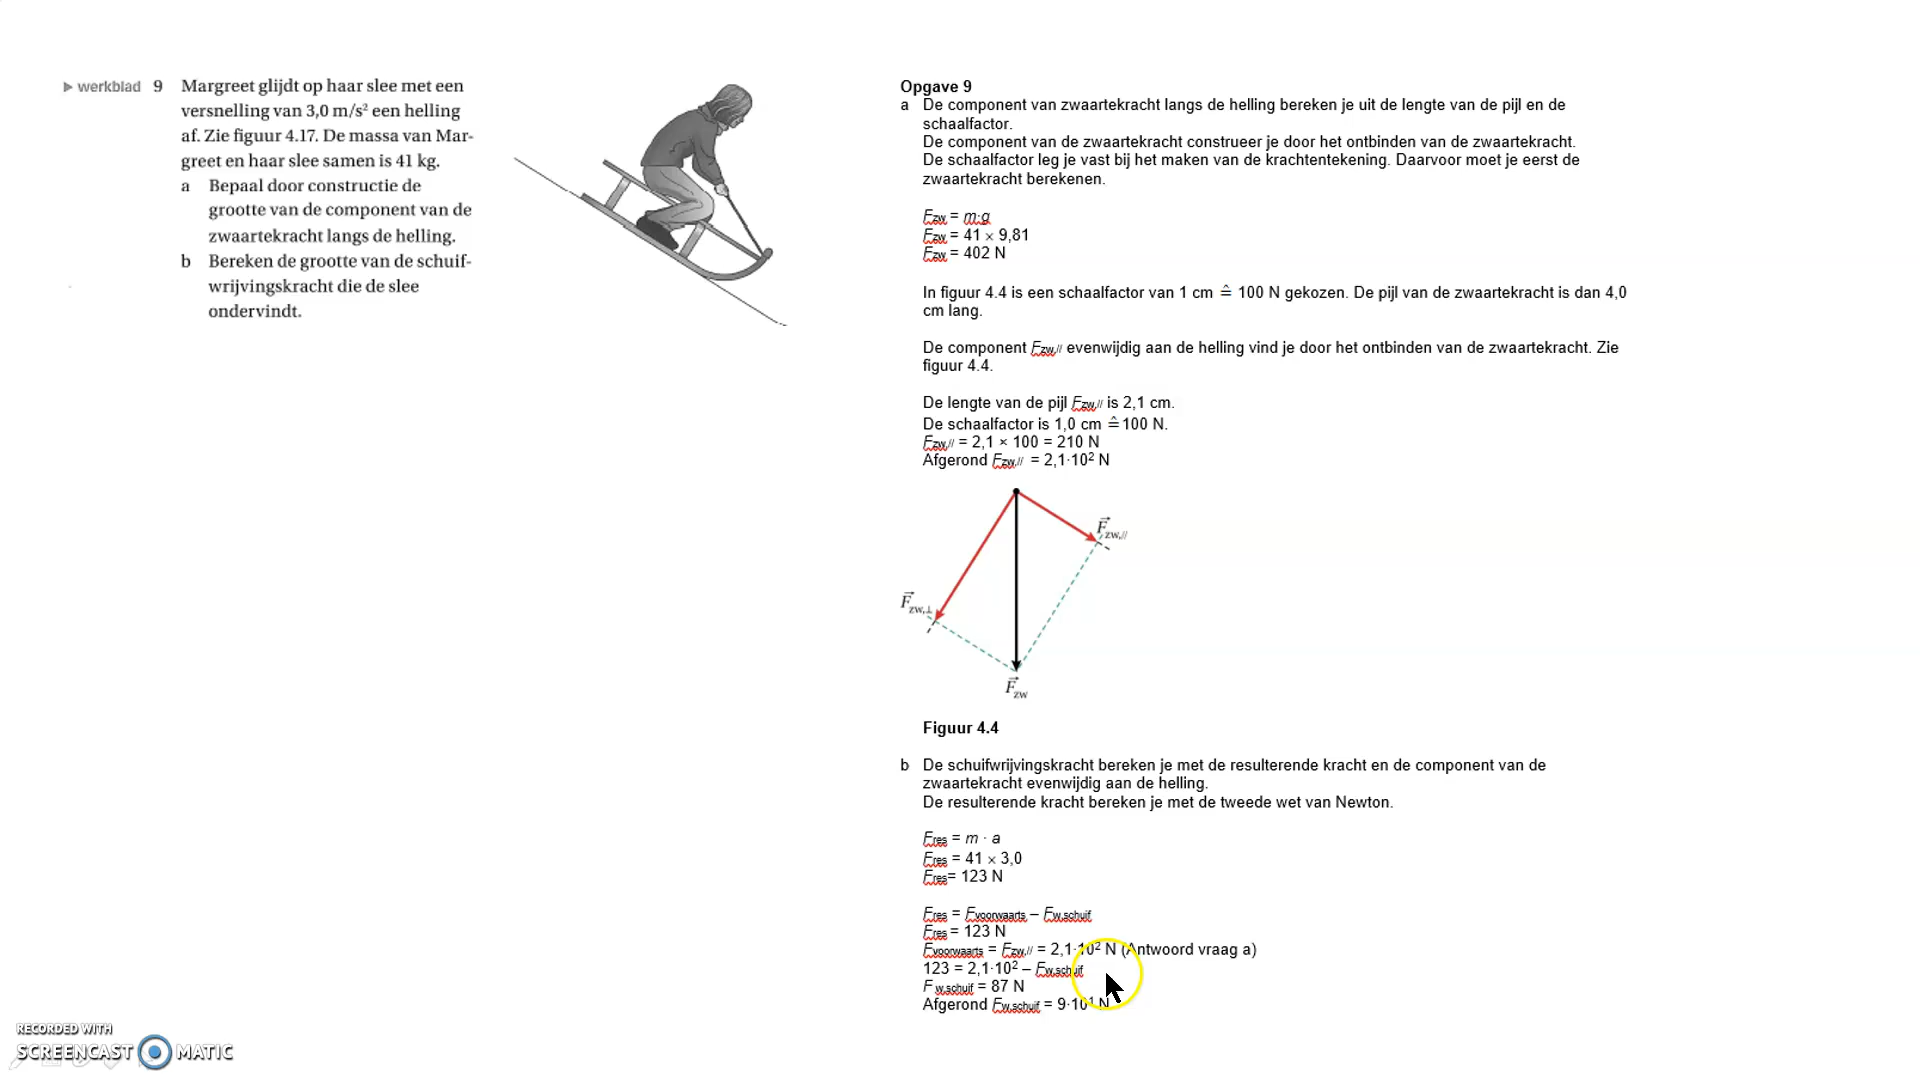 ▶ werkblad 9 Margreet glijdt op haar slee met een
versnelling van 3,0 m/s² een helling
af. Zie figuur 4.17. De massa van Mar-
greet en haar slee samen is 41 kg.
a Bepaal door constructie de
grootte van de component van de
zwaartekracht langs de helling.
b Bereken de grootte van de schuif-
wrijvingskracht die de slee
ondervindt.
Opgave 9
a De component van zwaartekracht langs de helling bereken je uit de lengte van de pijl en de
schaalfactor.
De component van de zwaartekracht construeer je door het ontbinden van de zwaartekracht.
De schaalfactor leg je vast bij het maken van de krachtentekening. Daarvoor moet je eerst de
zwaartekracht berekenen.
Fzw = m·g
Fzw = 41 × 9,81
Fzw = 402 N
In figuur 4.4 is een schaalfactor van 1 cm ≙ 100 N gekozen. De pijl van de zwaartekracht is dan 4,0
cm lang.
De component Fzw,// evenwijdig aan de helling vind je door het ontbinden van de zwaartekracht. Zie
figuur 4.4.
De lengte van de pijl Fzw,// is 2,1 cm.
De schaalfactor is 1,0 cm ≙ 100 N.
Fzw,// = 2,1 × 100 = 210 N
Afgerond Fzw,// = 2,1·10² N
F⃗zw,//
F⃗zw,⊥
F⃗zw
Figuur 4.4
b De schuifwrijvingskracht bereken je met de resulterende kracht en de component van de
zwaartekracht evenwijdig aan de helling.
De resulterende kracht bereken je met de tweede wet van Newton.
Fres = m · a
Fres = 41 × 3,0
Fres= 123 N
Fres = Fvoorwaarts – Fw,schuif
Fres = 123 N
Fvoorwaarts = Fzw,// = 2,1·10² N (Antwoord vraag a)
123 = 2,1·10² – Fw,schuif
F w,schuif = 87 N
Afgerond Fw,schuif = 9·10¹ N
RECORDED WITH
SCREENCAST MATIC